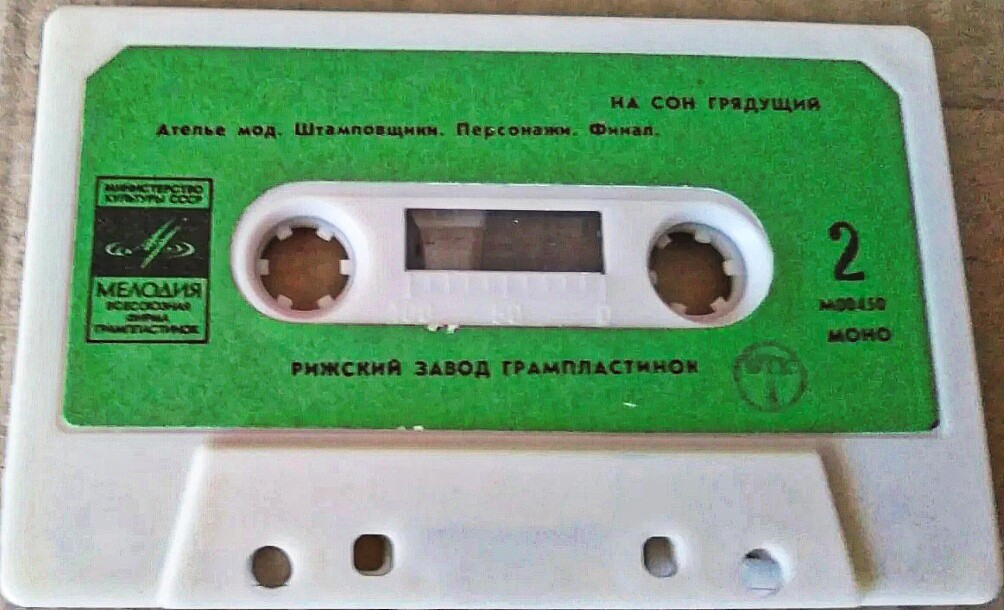 НА СОН ГРЯДУЩИЙ
Ателье мод. Штамповщики. Персонажи. Финал.
МИНИСТЕРСТВО
КУЛЬТУРЫ СССР
МЕЛОДИЯ
ВСЕСОЮЗНАЯ
ФИРМА
ГРАМПЛАСТИНОК
2
М00450
МОНО
РИЖСКИЙ ЗАВОД ГРАМПЛАСТИНОК